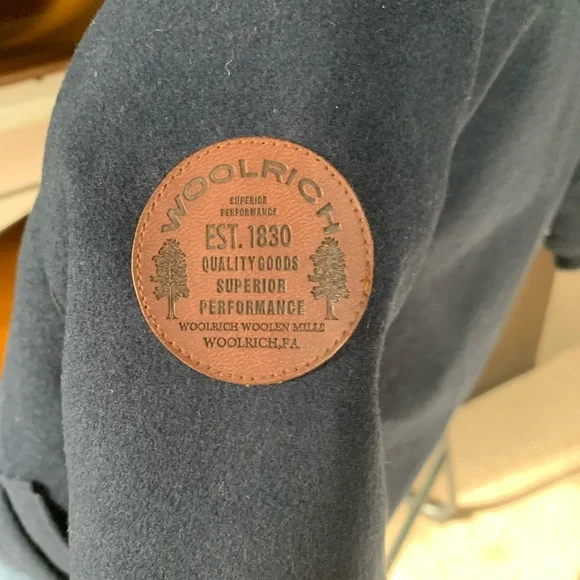 WOOLRICH
SUPERIOR
PERFORMANCE
EST. 1830
QUALITY GOODS
SUPERIOR
PERFORMANCE
WOOLRICH WOOLEN MILLS
WOOLRICH, PA